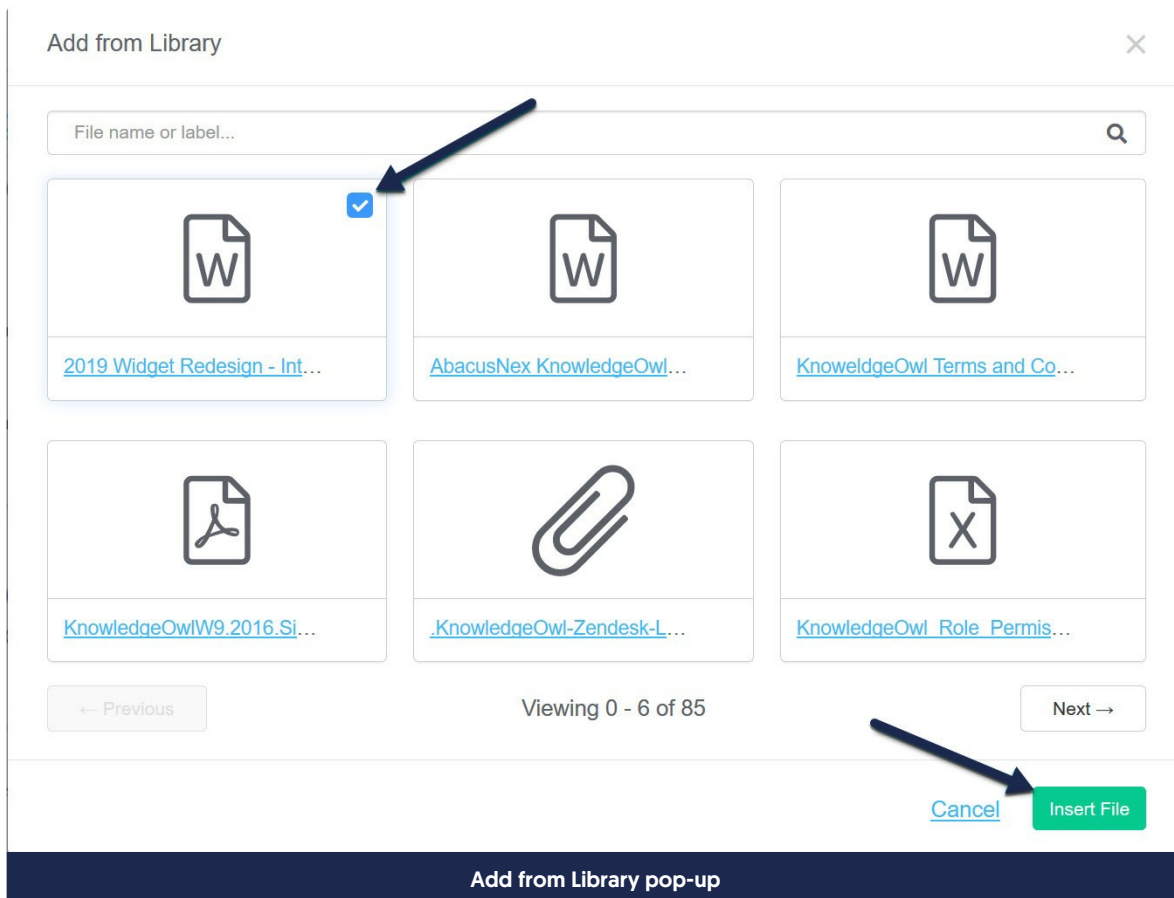 Add from Library
File name or label...
W
W
W
2019 Widget Redesign - Int...
AbacusNex KnowledgeOwl...
KnoweldgeOwl Terms and Co...
X
KnowledgeOwlW9.2016.Si...
.KnowledgeOwl-Zendesk-L...
KnowledgeOwl_Role_Permis...
← Previous
Viewing 0 - 6 of 85
Next →
Cancel
Insert File
Add from Library pop-up